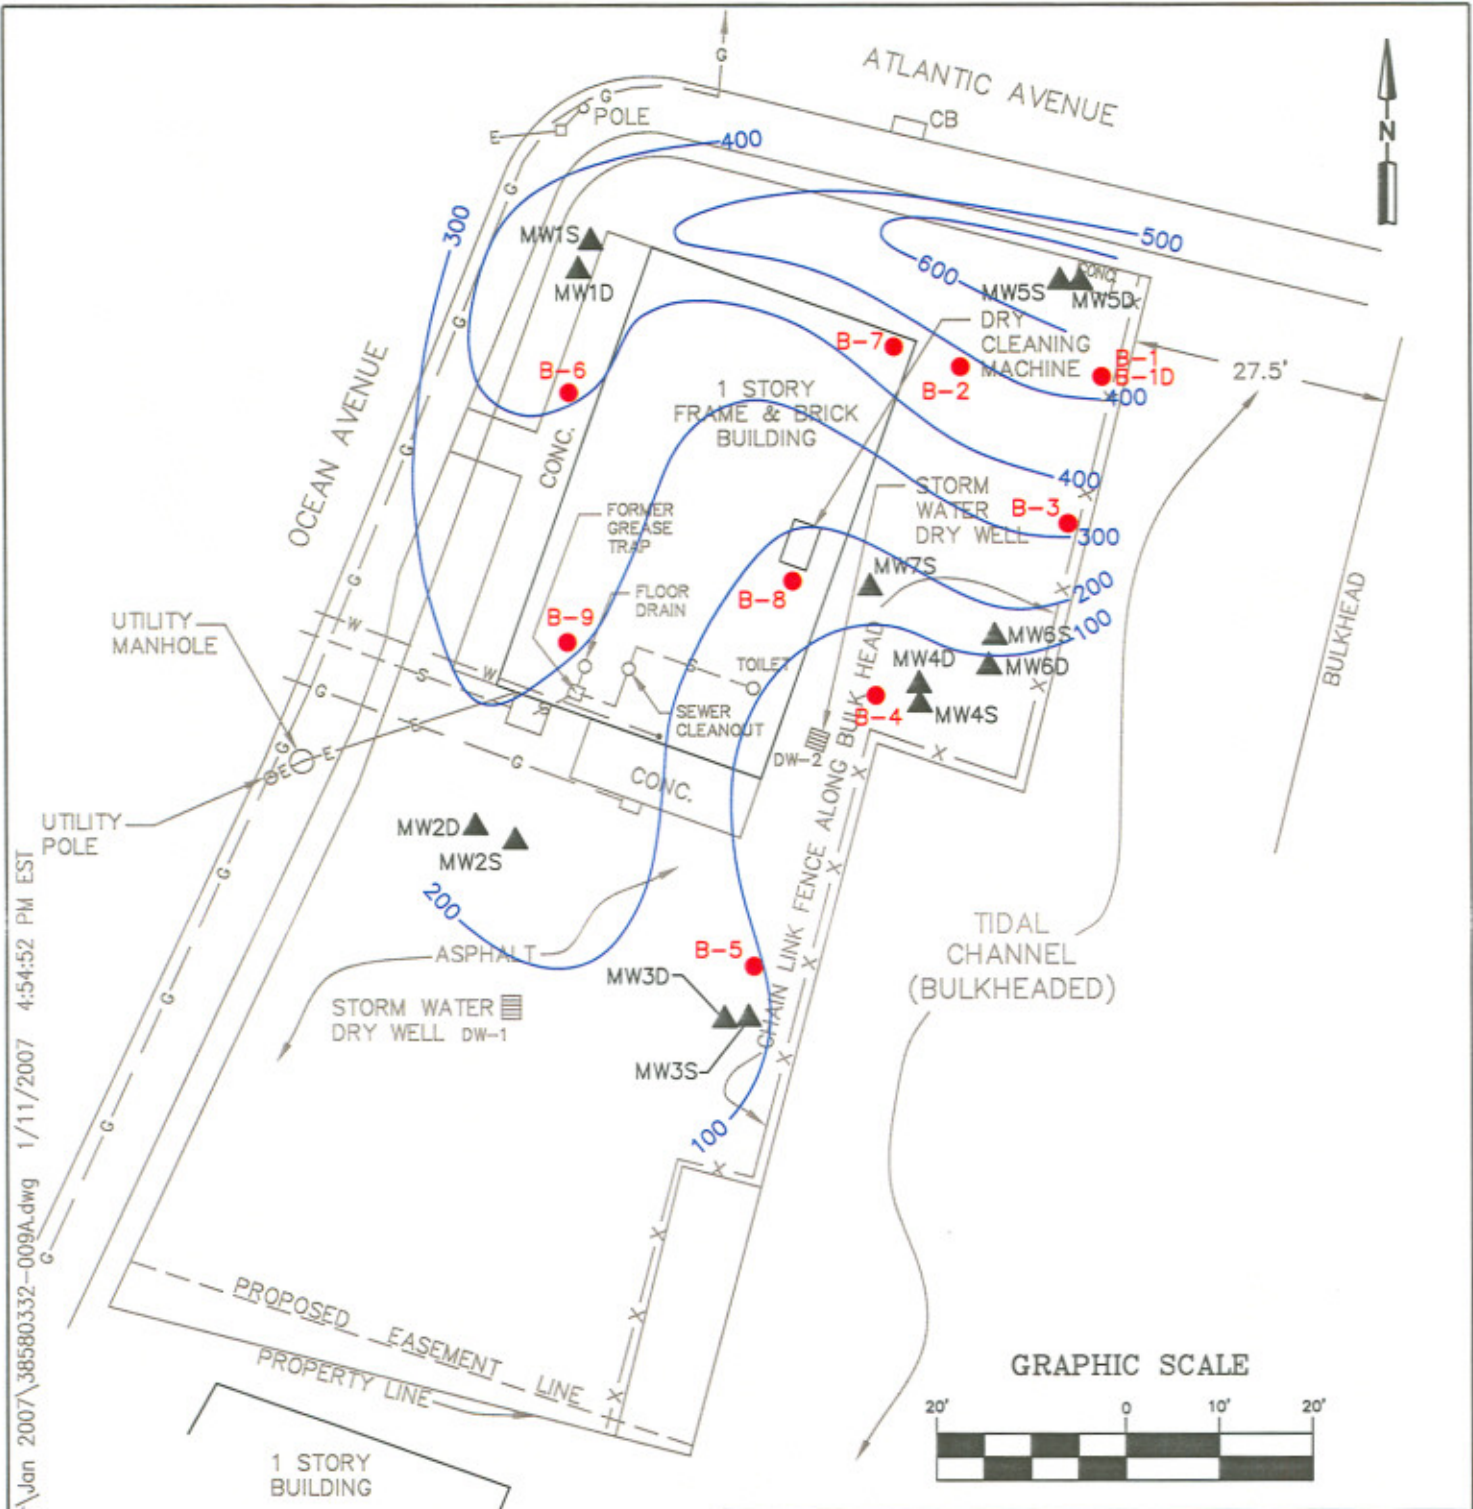 ATLANTIC AVENUE
G
CB
G
POLE
E
400
N
G
300
500
MW1S
600
CONC.
MW5S
MW5D
MW1D
DRY
CLEANING
MACHINE
B-7
B-1
B-1D
27.5'
G
B-6
B-2
400
1 STORY
FRAME & BRICK
BUILDING
OCEAN AVENUE
CONC.
G
400
X
STORM
WATER
DRY WELL
B-3
FORMER
GREASE
TRAP
300
MW7S
G
B-8
FLOOR
DRAIN
X
200
BULKHEAD
UTILITY
MANHOLE
W
B-9
100
MW6S
S
W
S
TOILET
MW4D
MW6D
X
G
S
SEWER
CLEANOUT
B-4
MW4S
S
G
E
E
G
DW-2
X
X
CONC.
UTILITY
POLE
MW2D
MW2S
CHAIN LINK FENCE ALONG BULK HEAD
X
G
200
TIDAL
CHANNEL
(BULKHEADED)
ASPHALT
B-5
X
MW3D
G
STORM WATER
DRY WELL DW-1
X
MW3S
G
100
X
X
G
PROPOSED EASEMENT LINE
X
PROPERTY LINE
X
GRAPHIC SCALE
20' 0 10' 20'
1 STORY
BUILDING
\Jan 2007\38580332-009A.dwg 1/11/2007 4:54:52 PM EST